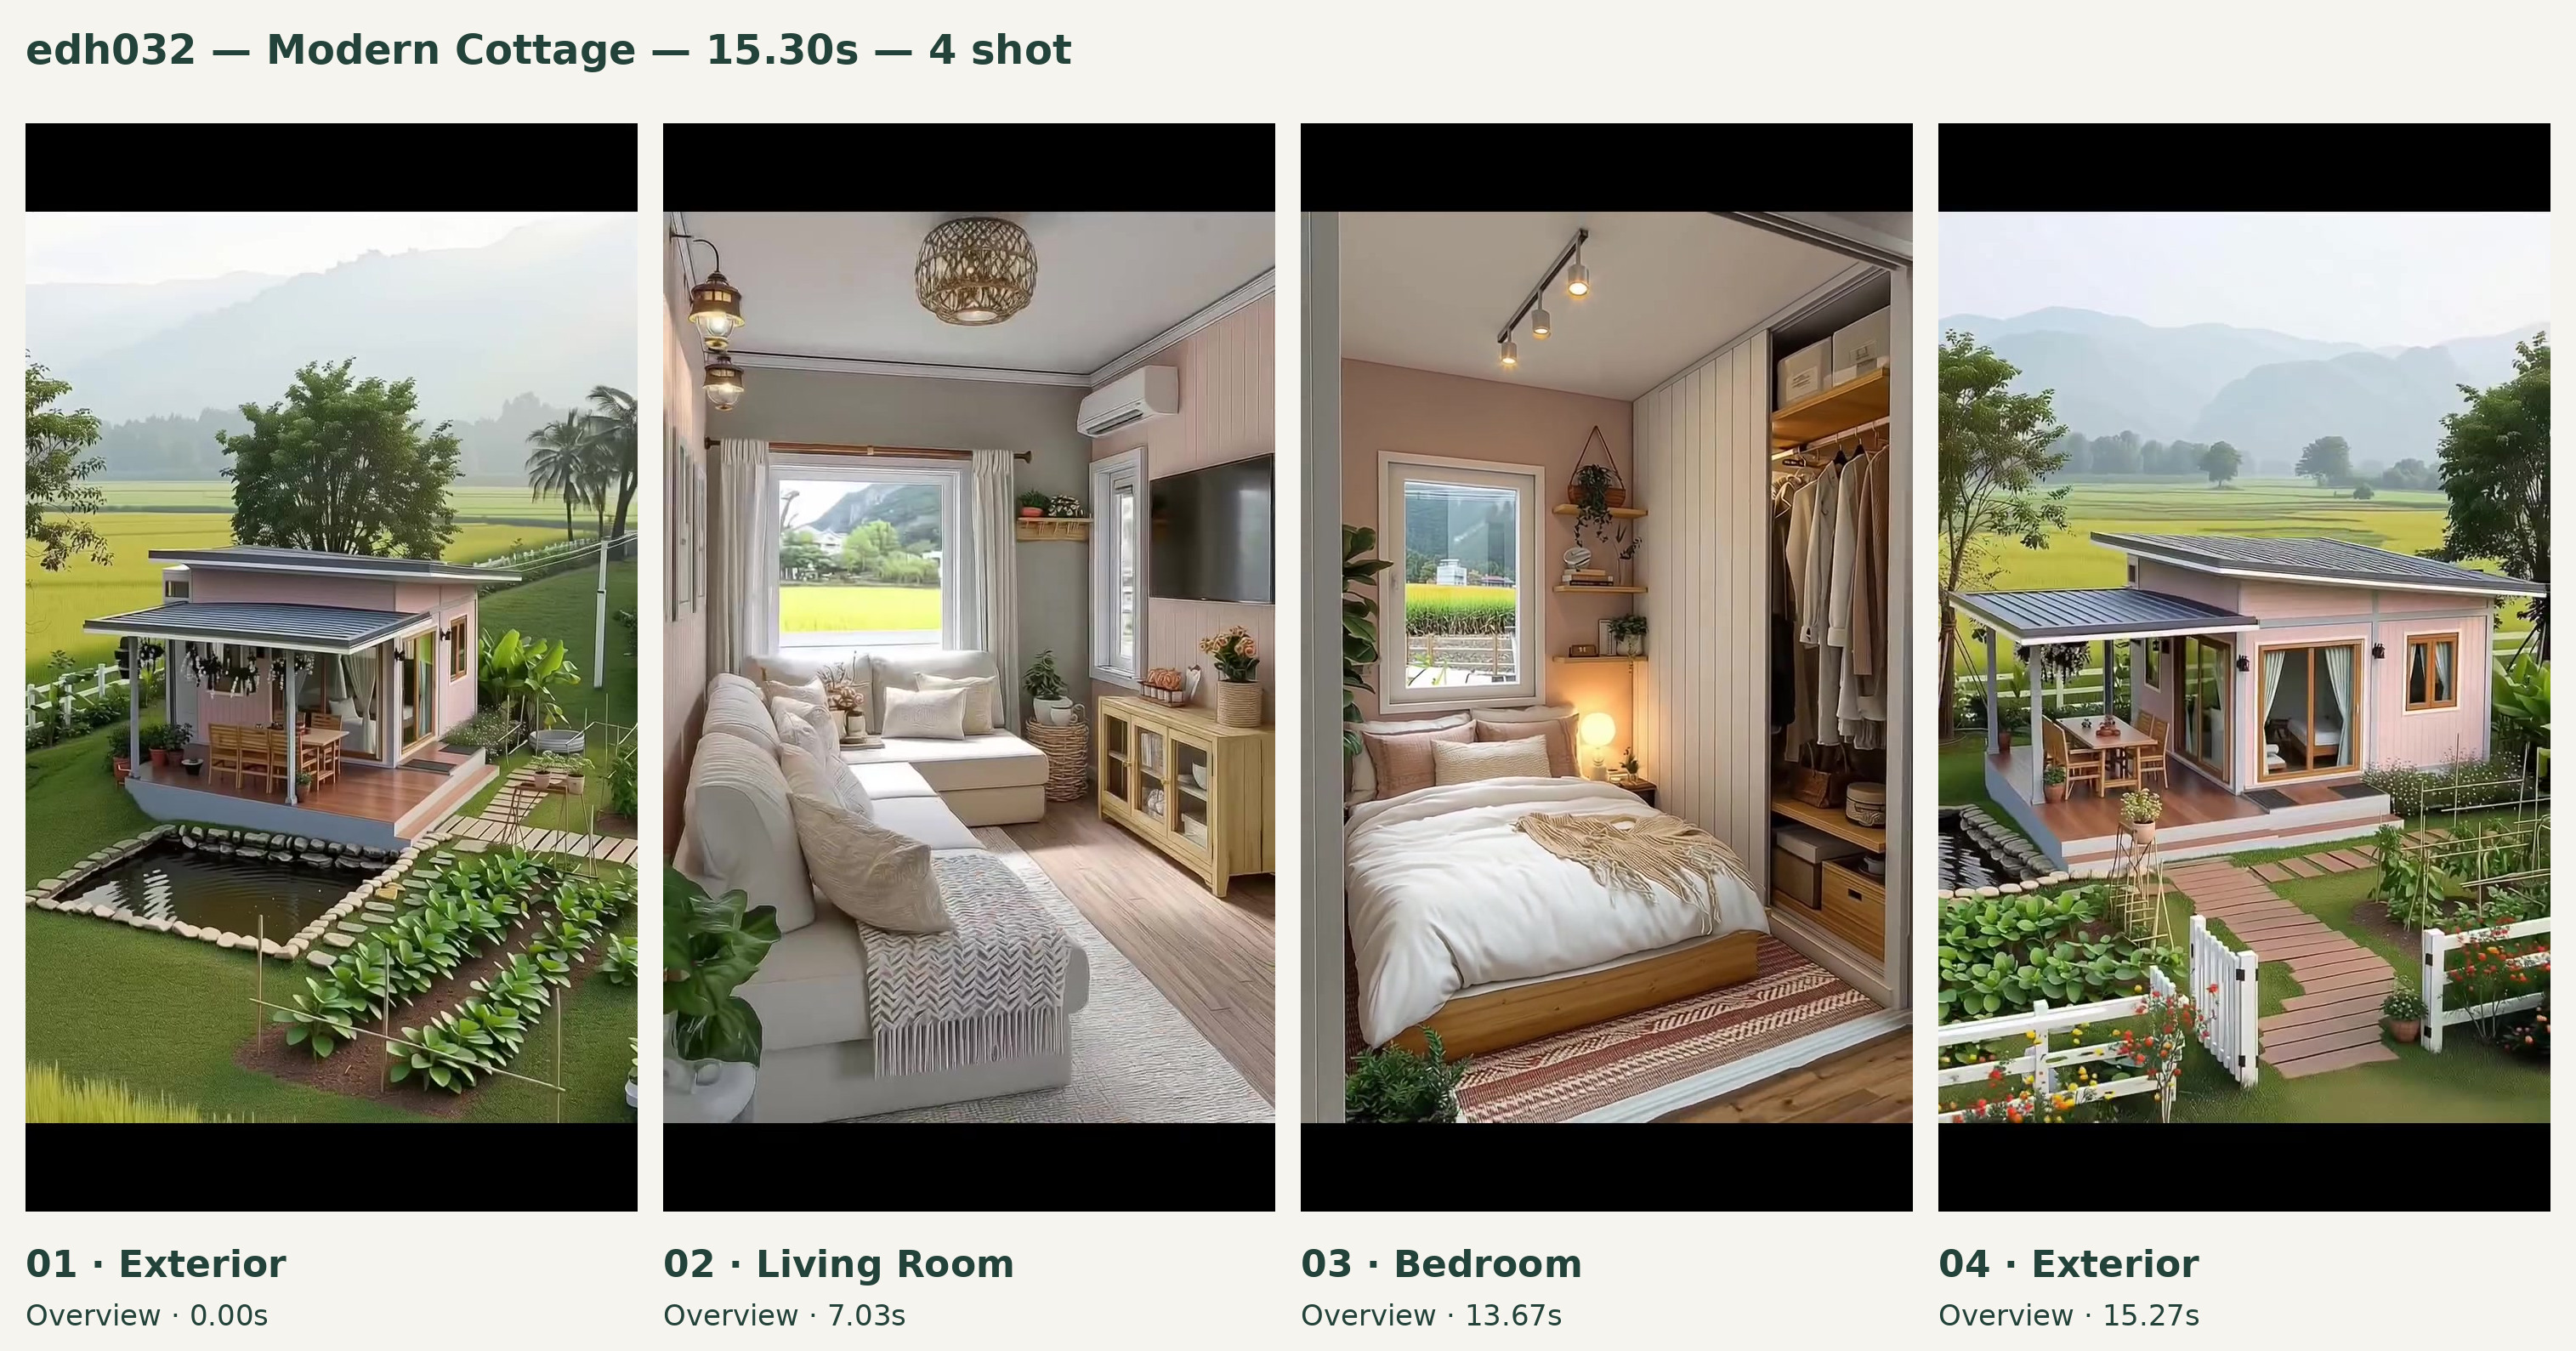 edh032 — Modern Cottage — 15.30s — 4 shot
01 · Exterior
Overview · 0.00s
02 · Living Room
Overview · 7.03s
03 · Bedroom
Overview · 13.67s
04 · Exterior
Overview · 15.27s